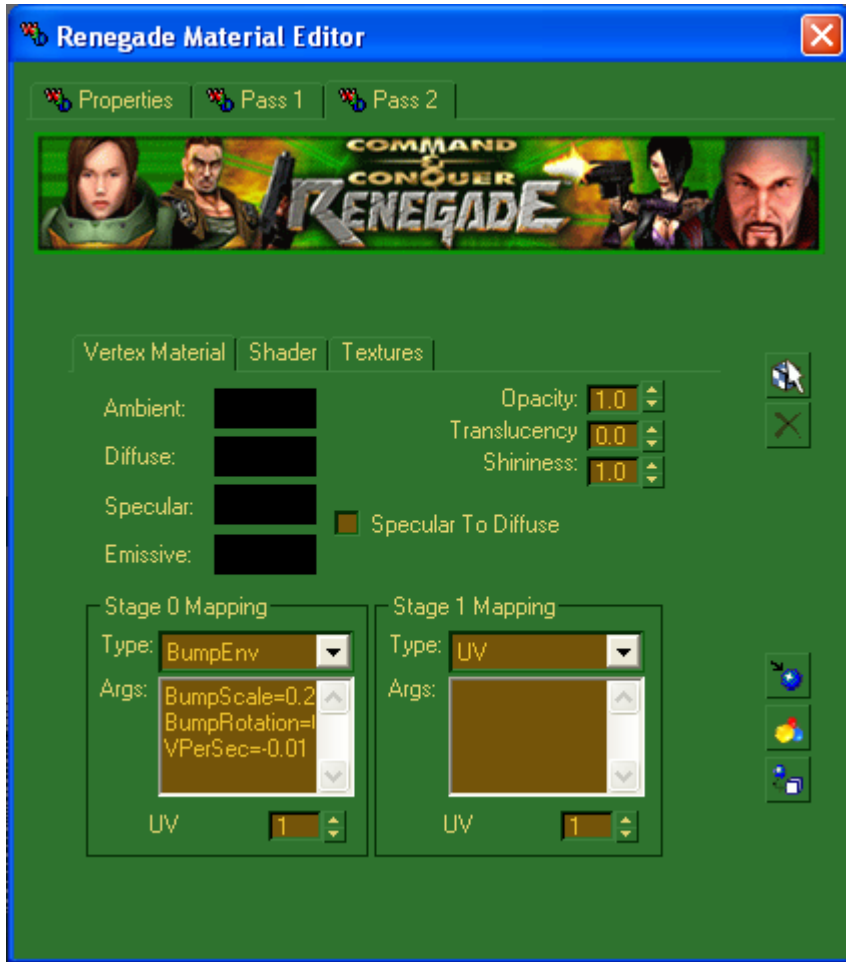 Renegade Material Editor
Properties Pass 1 Pass 2
COMMAND
&
CONQUER
RENEGADE
Vertex Material Shader Textures
Ambient:
Opacity: 1.0
Translucency 0.0
Diffuse:
Shininess: 1.0
Specular:
Specular To Diffuse
Emissive:
Stage 0 Mapping
Type: BumpEnv
Args: BumpScale=0.2
BumpRotation=
VPerSec=-0.01
UV 1
Stage 1 Mapping
Type: UV
Args:
UV 1